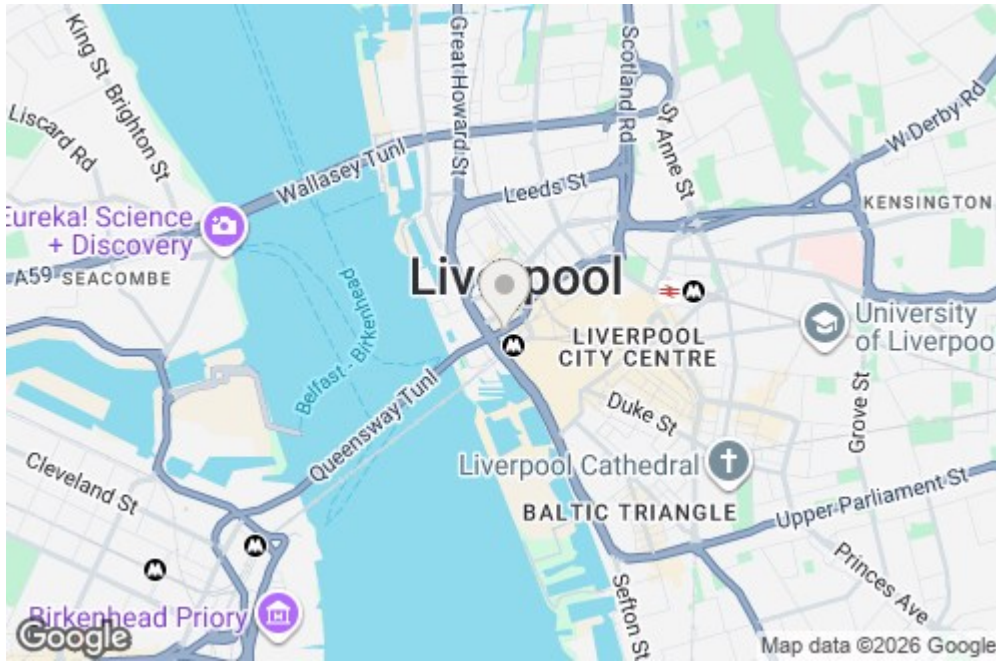 King St
Brighton St
Liscard Rd
Great Howard St
Scotland Rd
St Anne St
W Derby Rd
Wallasey Tunl
Leeds St
KENSINGTON
Eureka! Science
+ Discovery
A59
SEACOMBE
Liverpool
Belfast - Birkenhead
LIVERPOOL
CITY CENTRE
University
of Liverpoo
Queensway Tunl
Duke St
Grove St
Cleveland St
Liverpool Cathedral
BALTIC TRIANGLE
Upper Parliament St
Princes Ave
Sefton St
Birkenhead Priory
Google
Map data ©2026 Google